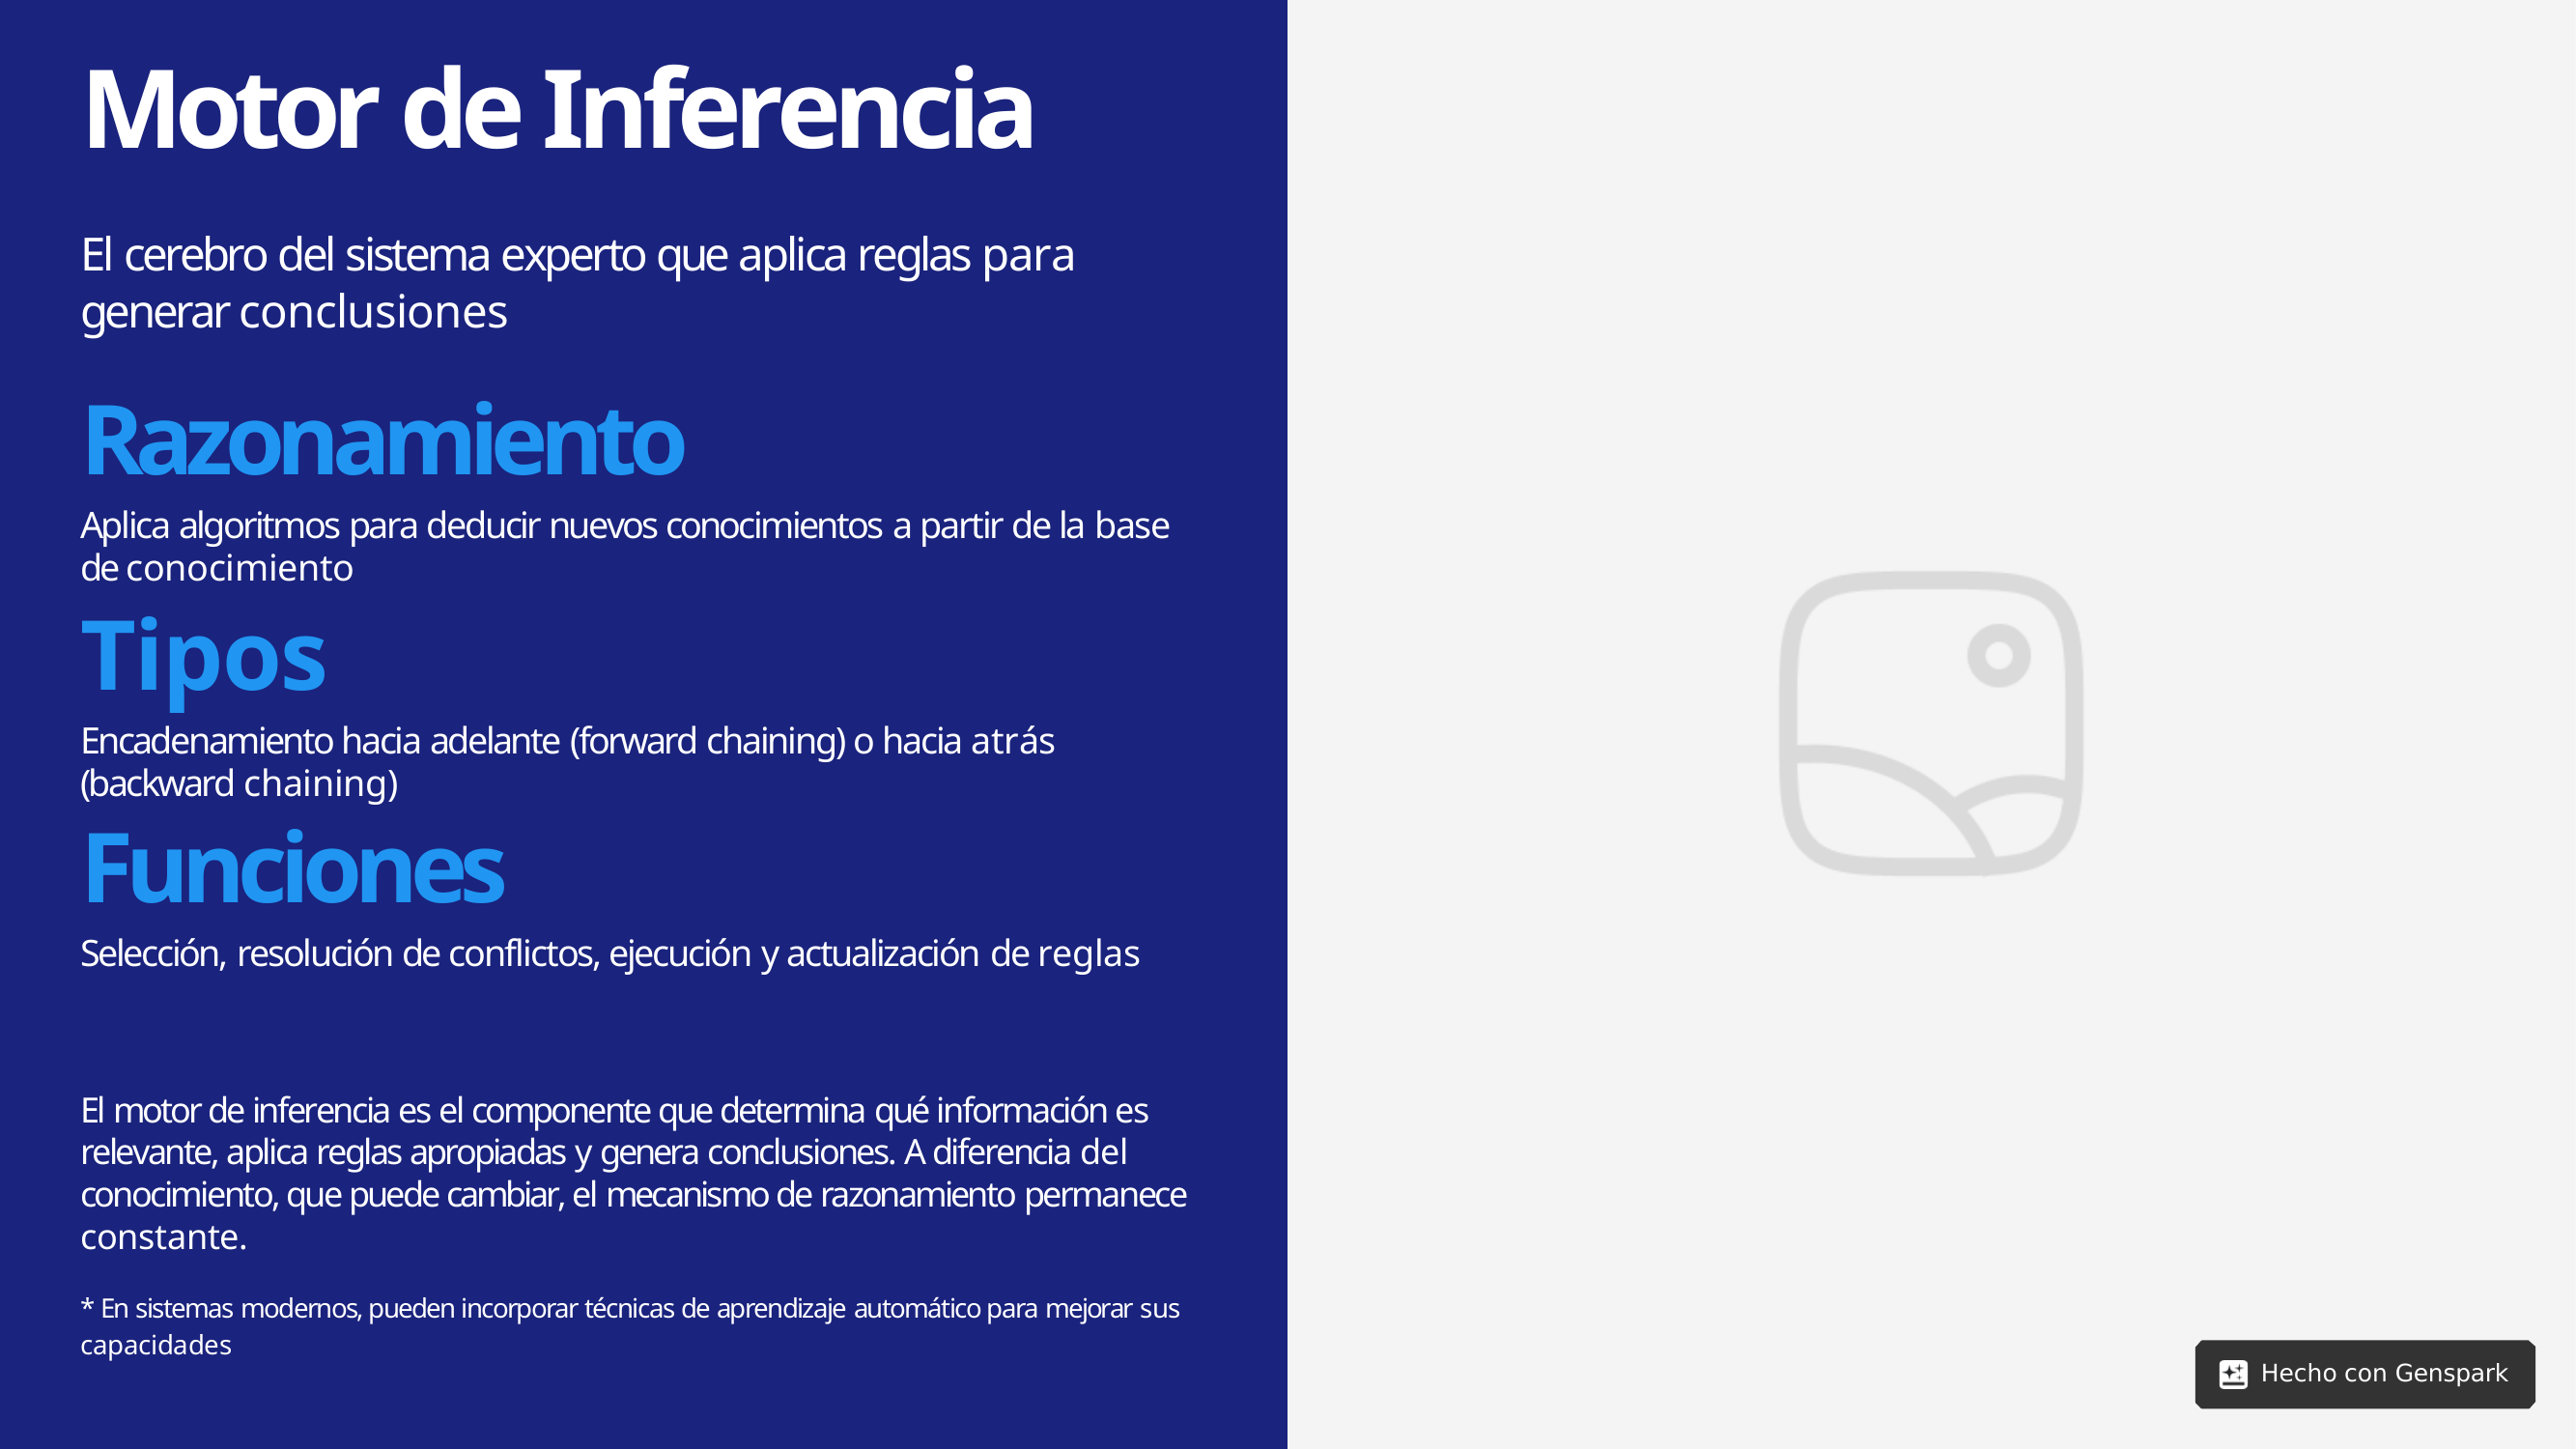 Motor de Inferencia
El cerebro del sistema experto que aplica reglas para
generar conclusiones
Razonamiento
Aplica algoritmos para deducir nuevos conocimientos a partir de la base
de conocimiento
Tipos
Encadenamiento hacia adelante (forward chaining) o hacia atrás
(backward chaining)
Funciones
Selección, resolución de conflictos, ejecución y actualización de reglas
El motor de inferencia es el componente que determina qué información es
relevante, aplica reglas apropiadas y genera conclusiones. A diferencia del
conocimiento, que puede cambiar, el mecanismo de razonamiento permanece
constante.
* En sistemas modernos, pueden incorporar técnicas de aprendizaje automático para mejorar sus
capacidades
Hecho con Genspark